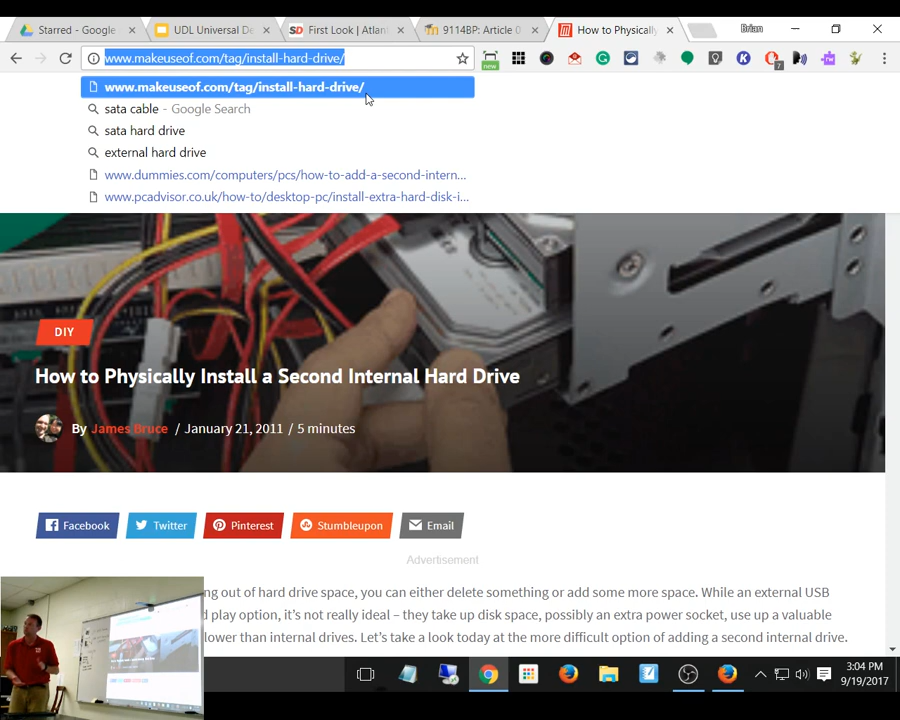 Starred - Google
UDL Universal De
First Look | Atlan
9114BP: Article 0
How to Physically
Brian
www.makeuseof.com/tag/install-hard-drive/
new
7
www.makeuseof.com/tag/install-hard-drive/
sata cable - Google Search
sata hard drive
external hard drive
www.dummies.com/computers/pcs/how-to-add-a-second-intern...
www.pcadvisor.co.uk/how-to/desktop-pc/install-extra-hard-disk-i...
DIY
How to Physically Install a Second Internal Hard Drive
By James Bruce / January 21, 2011 / 5 minutes
Facebook
Twitter
Pinterest
Stumbleupon
Email
Advertisement
ng out of hard drive space, you can either delete something or add some more space. While an external USB
d play option, it's not really ideal – they take up disk space, possibly an extra power socket, use up a valuable
lower than internal drives. Let's take a look today at the more difficult option of adding a second internal drive.
3:04 PM
9/19/2017